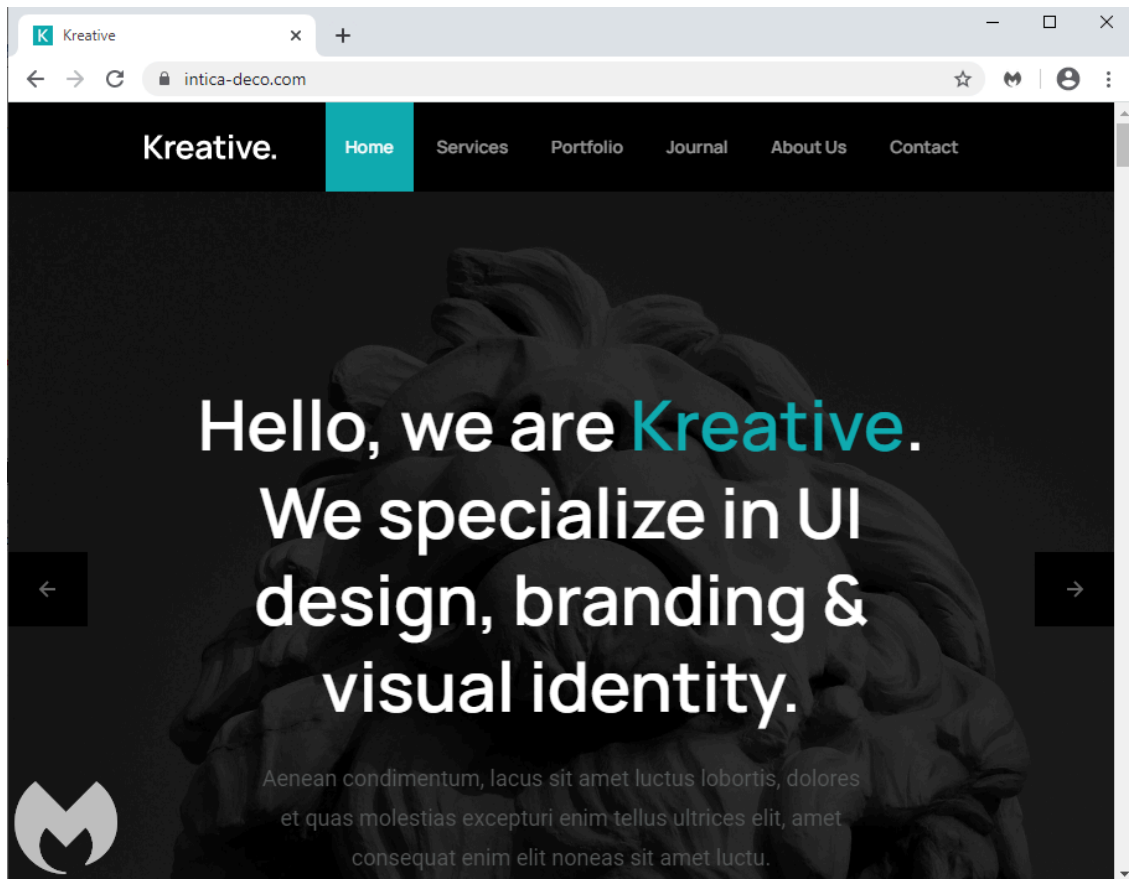 K Kreative
intica-deco.com
Kreative.
Home Services Portfolio Journal About Us Contact
Hello, we are Kreative.
We specialize in UI
design, branding &
visual identity.
Aenean condimentum, lacus sit amet luctus lobortis, dolores
et quas molestias excepturi enim tellus ultrices elit, amet
consequat enim elit noneas sit amet luctu.